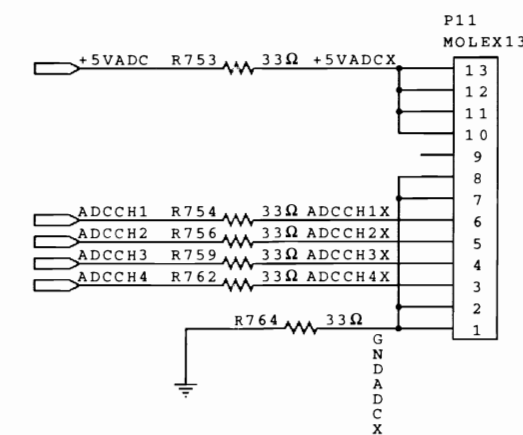 P11
MOLEX13
+5VADC R753 33Ω +5VADCX 13
12
11
10
9
8
7
ADCCH1 R754 33Ω ADCCH1X 6
ADCCH2 R756 33Ω ADCCH2X 5
ADCCH3 R759 33Ω ADCCH3X 4
ADCCH4 R762 33Ω ADCCH4X 3
2
R764 33Ω 1
GNDADCX